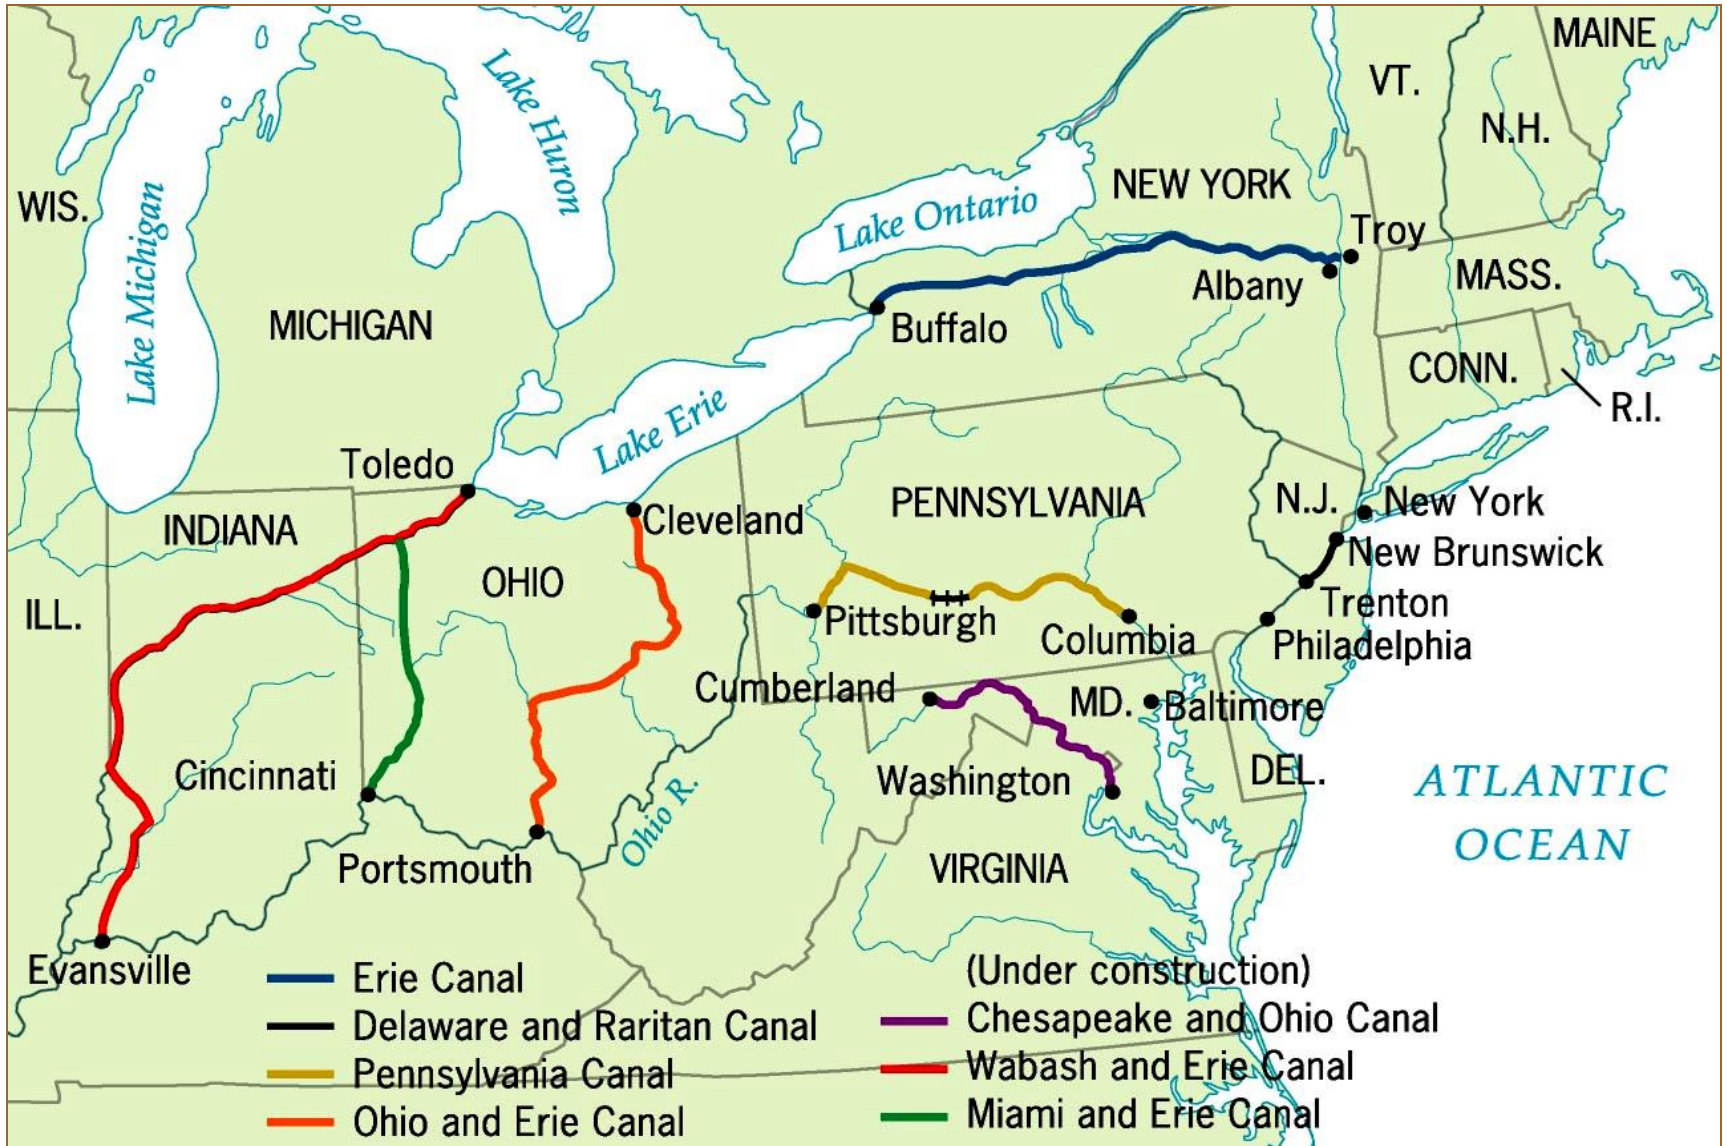 MAINE
VT.
N.H.
Lake Huron
WIS.
Lake Michigan
NEW YORK
Lake Ontario
Troy
MASS.
Albany
MICHIGAN
Buffalo
CONN.
R.I.
Lake Erie
Toledo
PENNSYLVANIA
N.J.
New York
INDIANA
Cleveland
New Brunswick
OHIO
ILL.
Trenton
Pittsburgh
Columbia
Philadelphia
Cumberland
MD.
Baltimore
Cincinnati
Washington
DEL.
ATLANTIC
OCEAN
Ohio R.
Portsmouth
VIRGINIA
Evansville
Erie Canal
Delaware and Raritan Canal
Pennsylvania Canal
Ohio and Erie Canal
(Under construction)
Chesapeake and Ohio Canal
Wabash and Erie Canal
Miami and Erie Canal